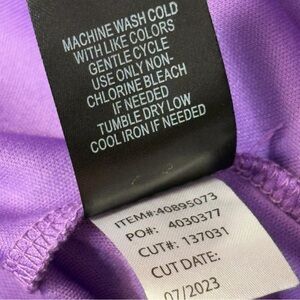 MACHINE WASH COLD
WITH LIKE COLORS
GENTLE CYCLE
USE ONLY NON-
CHLORINE BLEACH
IF NEEDED
TUMBLE DRY LOW
COOL IRON IF NEEDED
ITEM#:40895073
PO#: 4030377
CUT#: 137031
CUT DATE:
07/2023